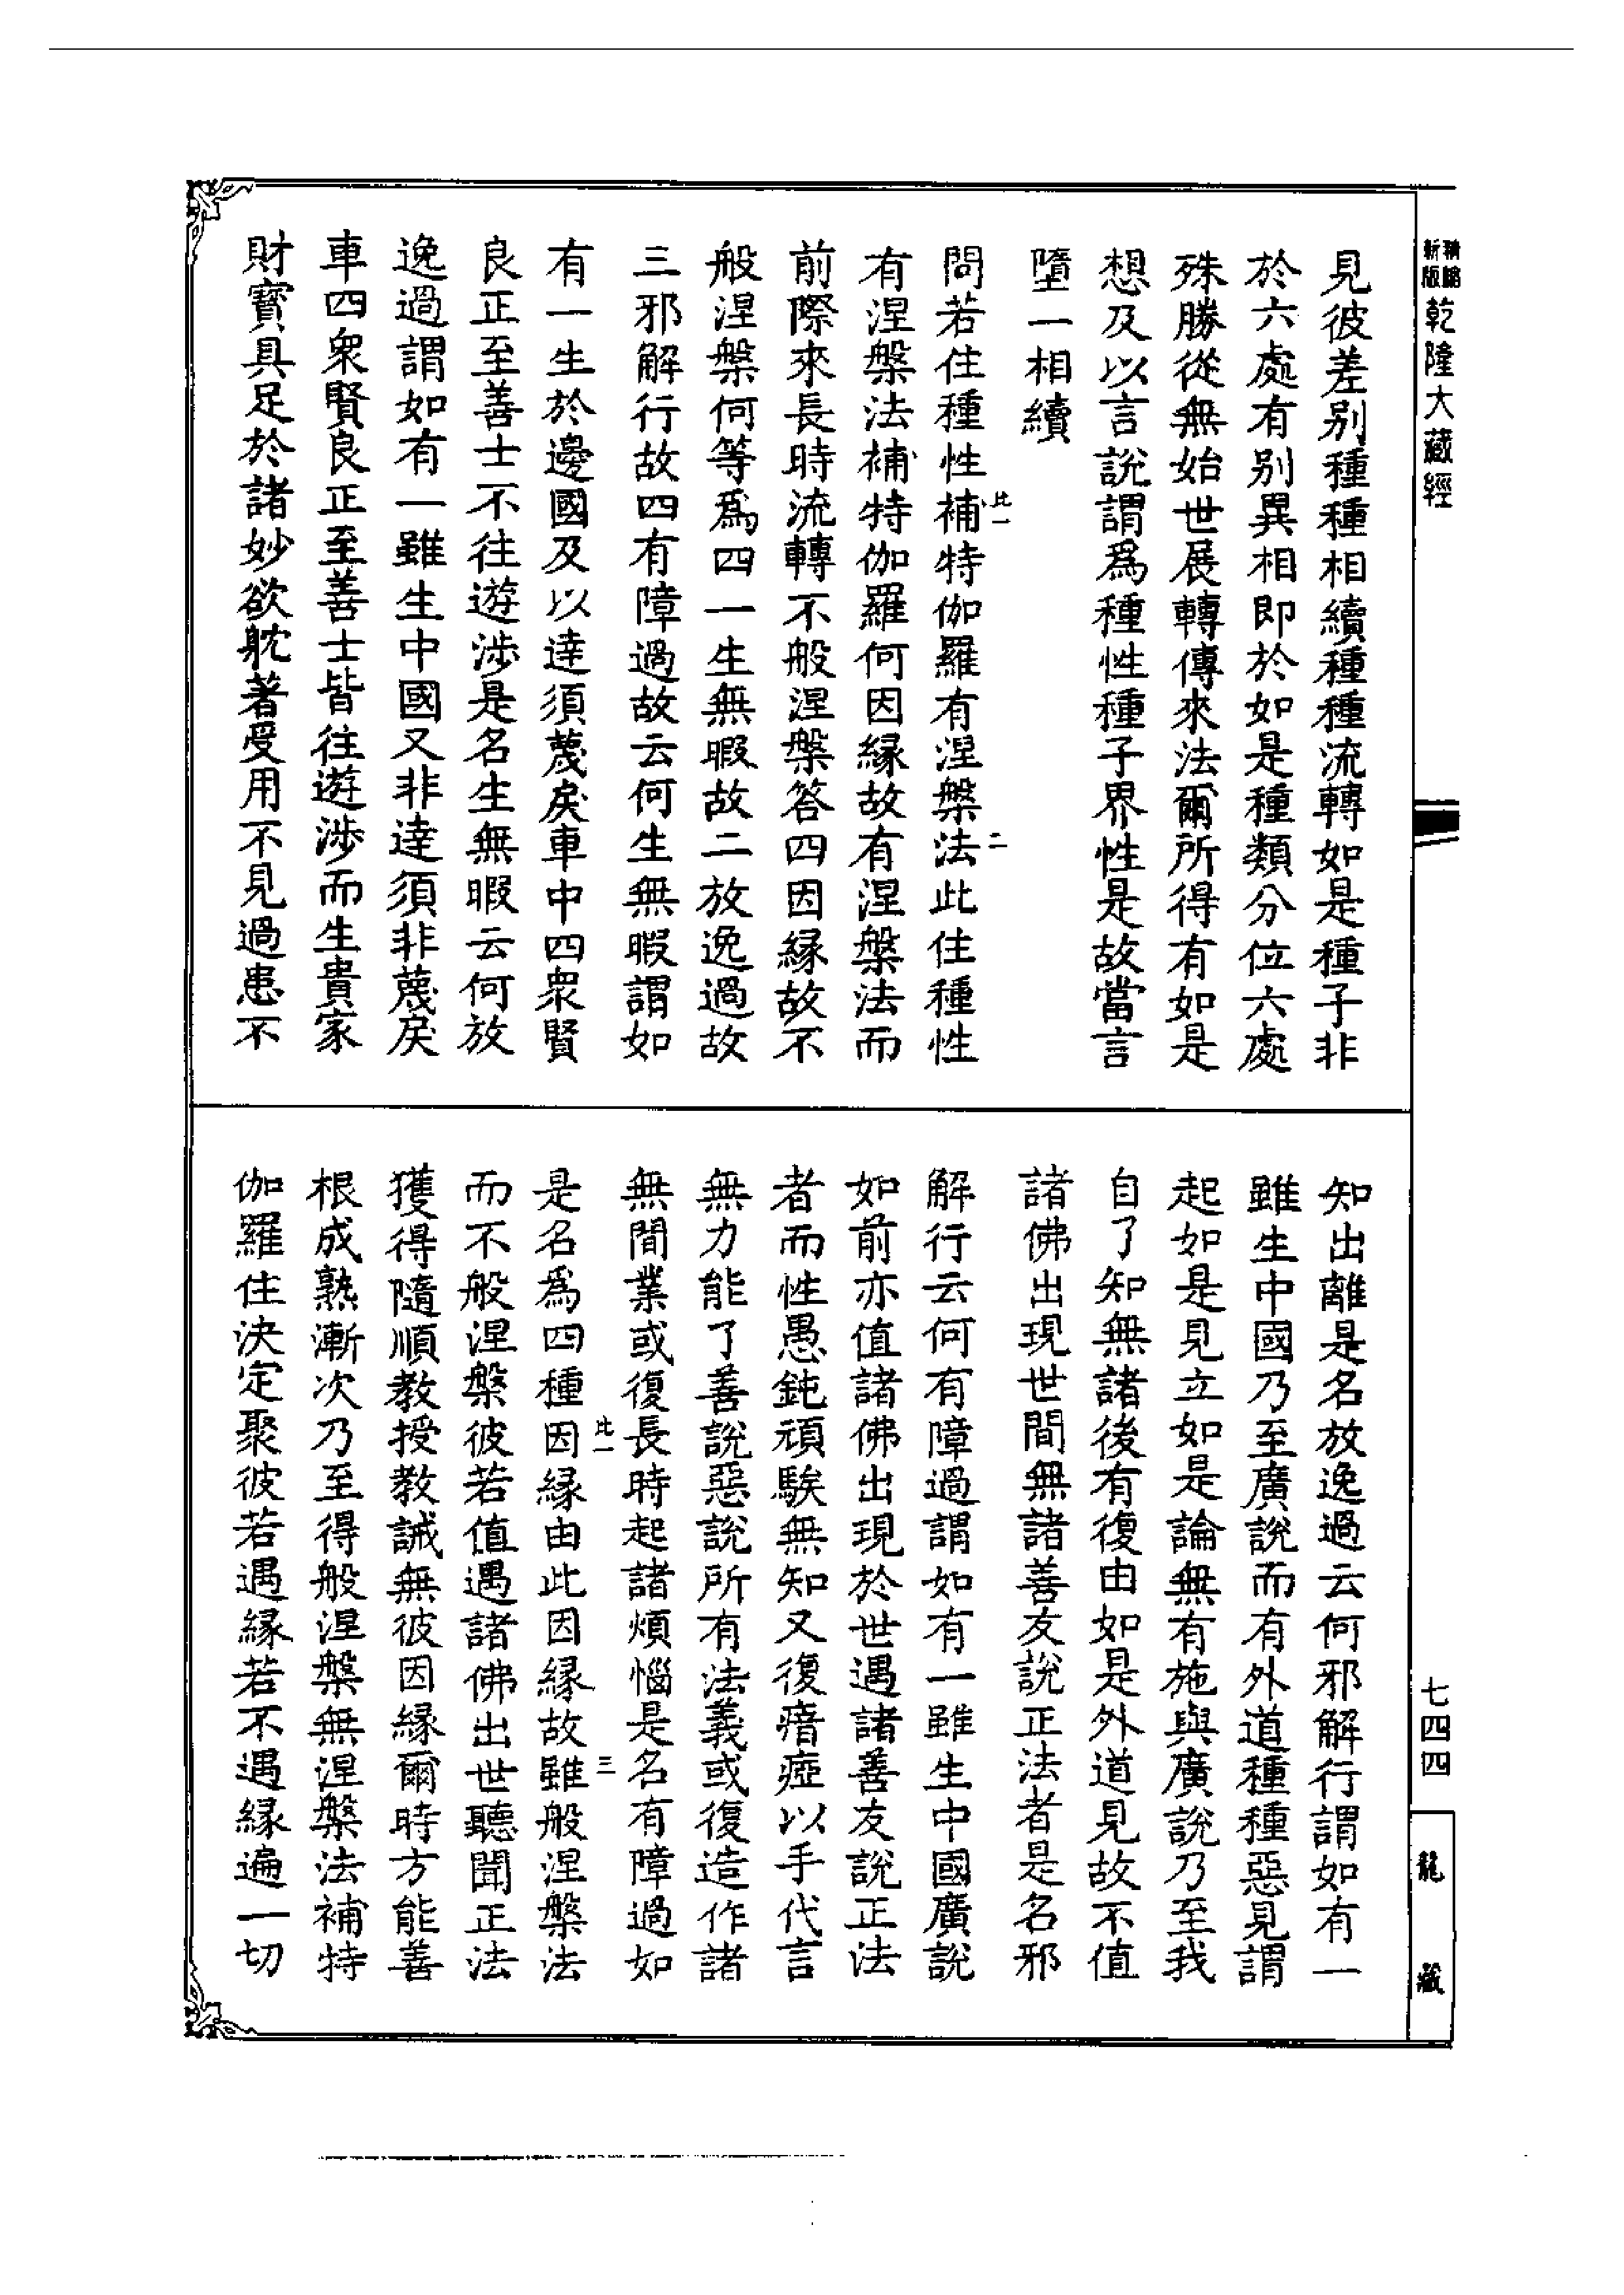 精縮
新版
乾隆大藏經
見彼差别種種相續種種流轉如是種子非
於六處有别異相即於如是種類分位六處
殊勝從無始世展轉傳來法爾所得有如是
想及以言說謂為種性種子界性是故當言
墮一相續
問若住種性補特伽羅有涅槃法此住種性
此一
二
有涅槃法補特伽羅何因緣故有涅槃法而
前際來長時流轉不般涅槃答四因緣故不
般涅槃何等為四一生無暇故二放逸過故
三邪解行故四有障過故云何生無暇謂如
有一生於邊國及以達須蔑戾車中四衆賢
良正至善士不往遊涉是名生無暇云何放
逸過謂如有一雖生中國又非達須非蔑戾
車四衆賢良正至善士皆往遊涉而生貴家
財寶具足於諸妙欲躭著受用不見過患不
知出離是名放逸過云何邪解行謂如有一
雖生中國乃至廣說而有外道種種惡見謂
起如是見立如是論無有施與廣說乃至我
自了知無諸後有復由如是外道見故不值
諸佛出現世間無諸善友說正法者是名邪
解行云何有障過謂如有一雖生中國廣說
如前亦值諸佛出現於世遇諸善友說正法
者而性愚鈍頑騃無知又復瘖瘂以手代言
無力能了善說惡說所有法義或復造作諸
無間業或復長時起諸煩惱是名有障過如
是名為四種因緣由此因緣故雖般涅槃法
此一
三
而不般涅槃彼若值遇諸佛出世聽聞正法
獲得隨順教授教誡無彼因緣爾時方能善
根成熟漸次乃至得般涅槃無涅槃法補特
伽羅住決定聚彼若遇緣若不遇緣遍一切
七四四
龍藏